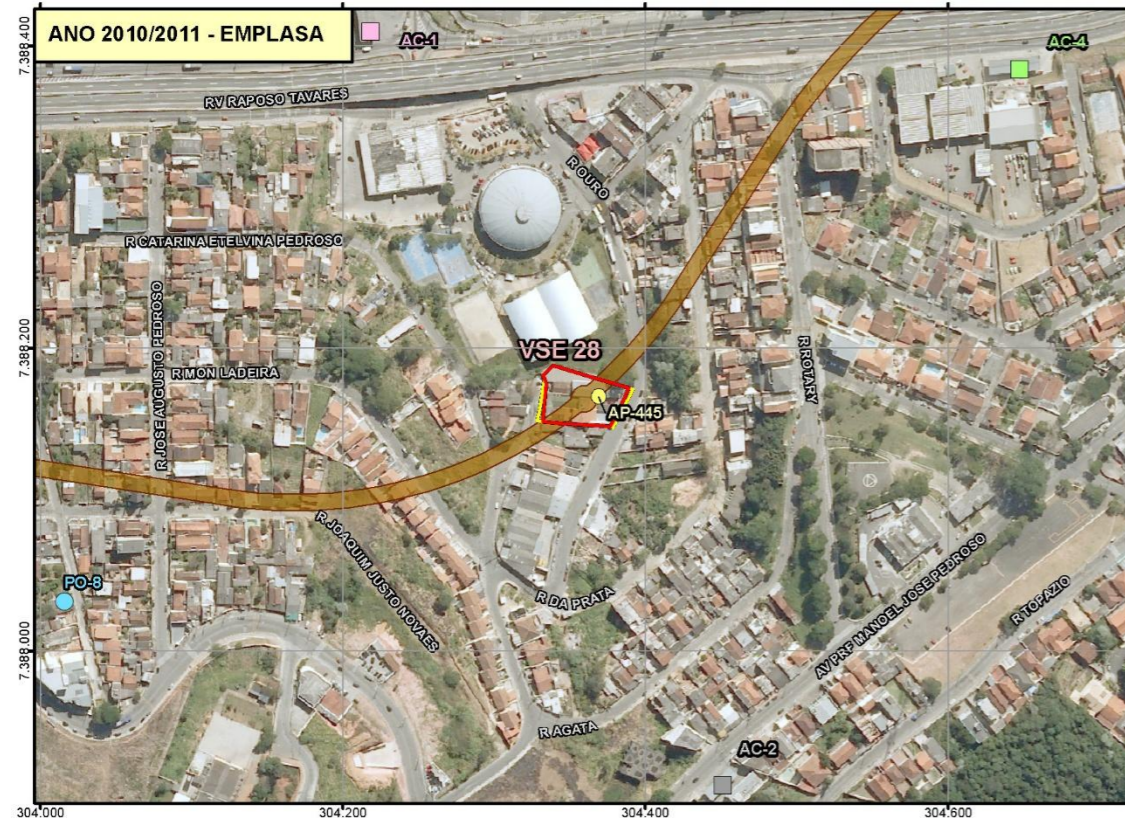 ANO 2010/2011 - EMPLASA
AC-1
AC-4
7.388.400
RV RAPOSO TAVARES
R OURO
R CATARINA ETELVINA PEDROSO
R JOSE AUGUSTO PEDROSO
7.388.200
VSE 28
R MON LADEIRA
R ROTARY
AP-445
R JOAQUIM JUSTO NOVAES
PO-8
R DA PRATA
AV PRF MANOEL JOSE PEDROSO
R TOPAZIO
7.388.000
R AGATA
AC-2
304.000
304.200
304.400
304.600